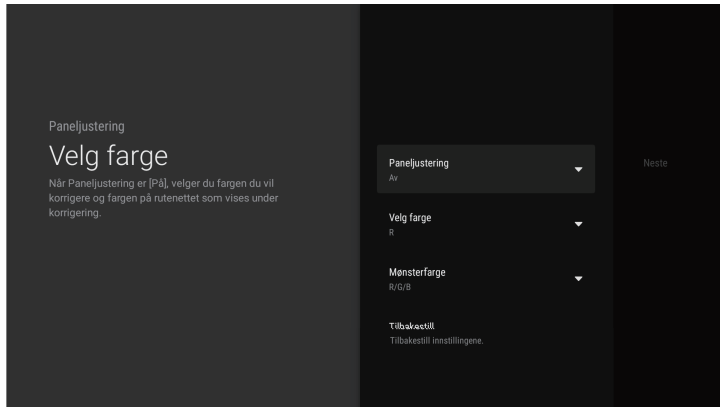 Paneljustering
Velg farge
Når Paneljustering er [På], velger du fargen du vil
korrigere og fargen på rutenettet som vises under
korrigering.
Paneljustering
Av
Velg farge
R
Mønsterfarge
R/G/B
Tilbakestill
Tilbakestill innstillingene.
Neste